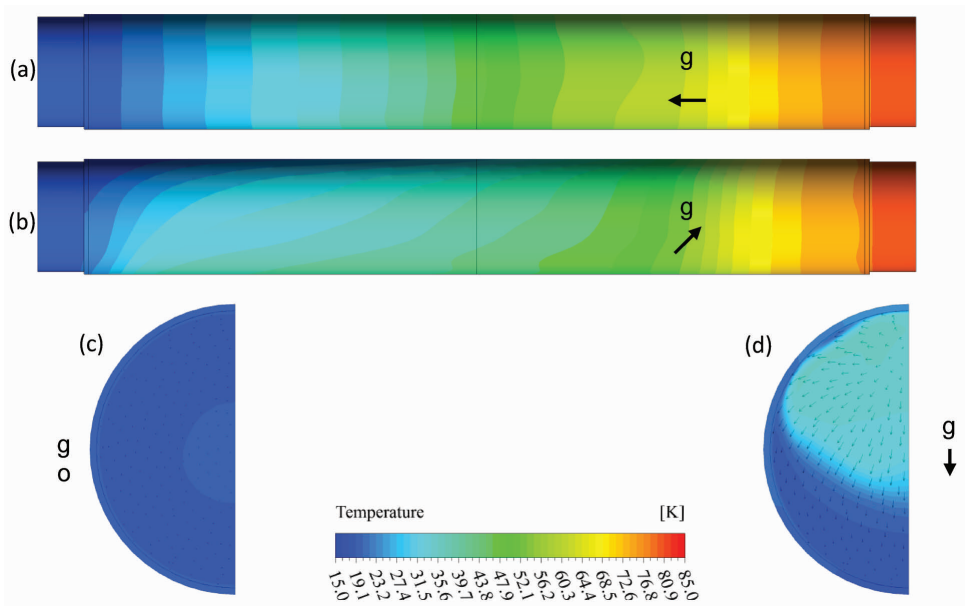 (a)
g
(b)
g
(c)
(d)
g
o
g
Temperature [K]
15.0 19.1 23.2 27.4 31.5 35.6 39.7 43.8 47.9 52.1 56.2 60.3 64.4 68.5 72.6 76.8 80.9 85.0